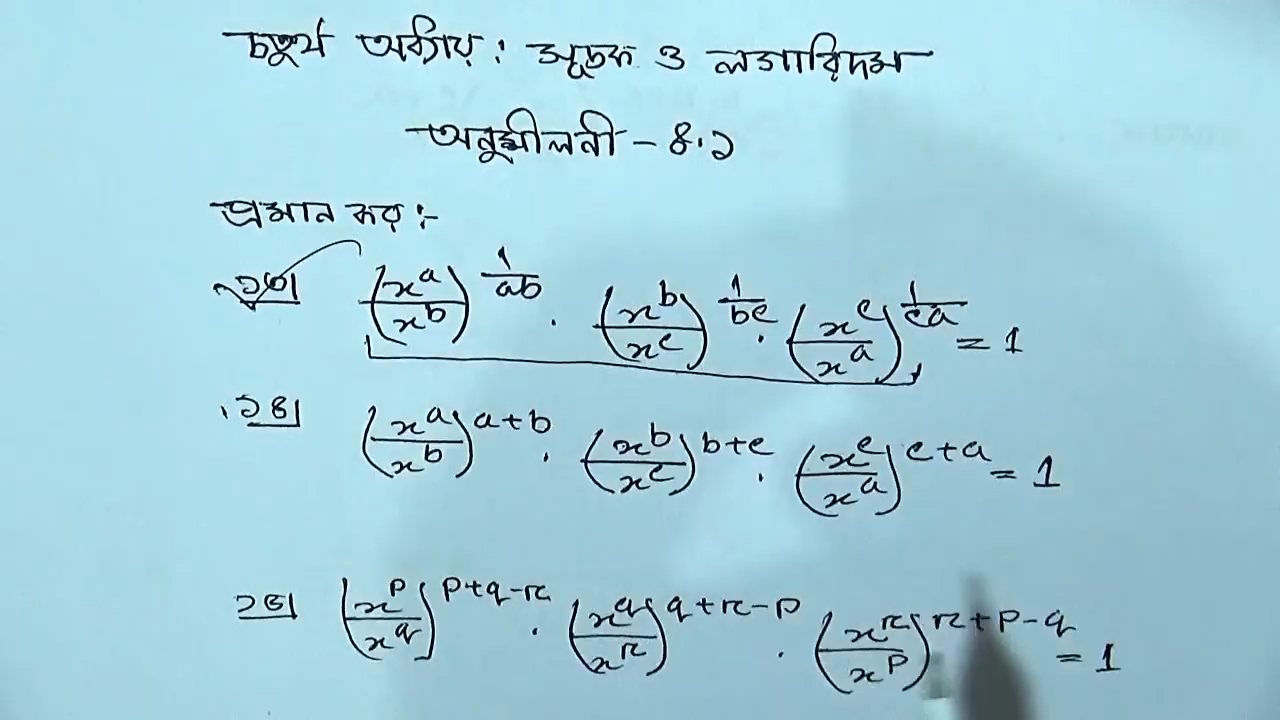 চতুর্থ অধ্যায়: সূচক ও লগারিদম
অনুশীলনী – ৪.১
প্রমান কর :-
১৩। (x^a/x^b)^(1/ab) · (x^b/x^c)^(1/bc) · (x^c/x^a)^(1/ca) = 1
১৪। (x^a/x^b)^(a+b) · (x^b/x^c)^(b+c) · (x^c/x^a)^(c+a) = 1
১৫। (x^p/x^q)^(p+q-r) · (x^q/x^r)^(q+r-p) · (x^r/x^p)^(r+p-q) = 1